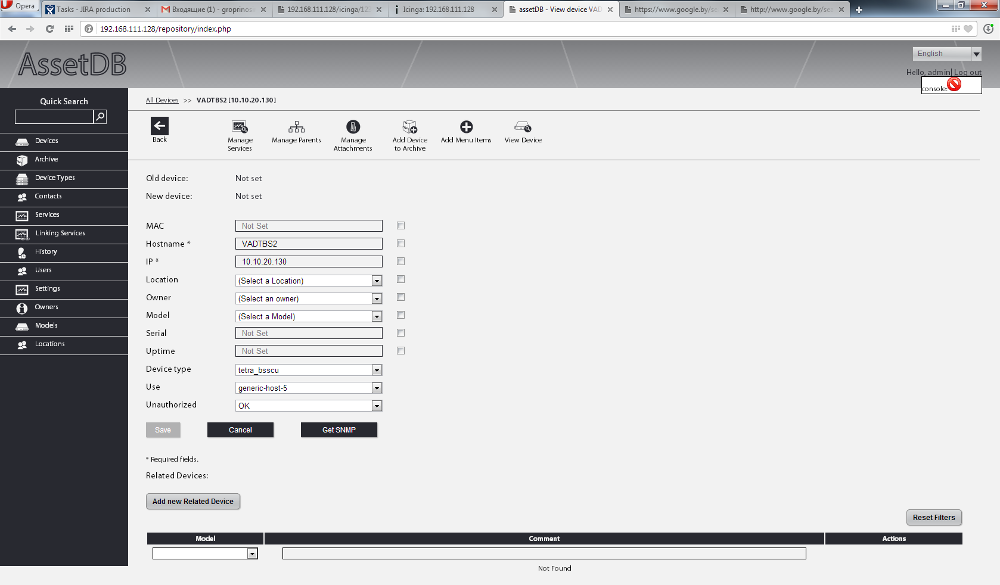 Opera
Tasks - JIRA production
Входящие (1) - groprinosi
192.168.111.128/icinga/123
Icinga: 192.168.111.128
assetDB - View device VAD
https://www.google.by/se
http://www.google.by/sea
192.168.111.128/repository/index.php
AssetDB
English
Hello, admin| Log out
console:
Quick Search
Devices
Archive
Device Types
Contacts
Services
Linking Services
History
Users
Settings
Owners
Models
Locations
All Devices >> VADTBS2 [10.10.20.130]
Back
Manage Services
Manage Parents
Manage Attachments
Add Device to Archive
Add Menu Items
View Device
Old device: Not set
New device: Not set
MAC Not Set
Hostname * VADTBS2
IP * 10.10.20.130
Location (Select a Location)
Owner (Select an owner)
Model (Select a Model)
Serial Not Set
Uptime Not Set
Device type tetra_bsscu
Use generic-host-5
Unauthorized OK
Save Cancel Get SNMP
* Required fields.
Related Devices:
Add new Related Device
Reset Filters
Model Comment Actions
Not Found